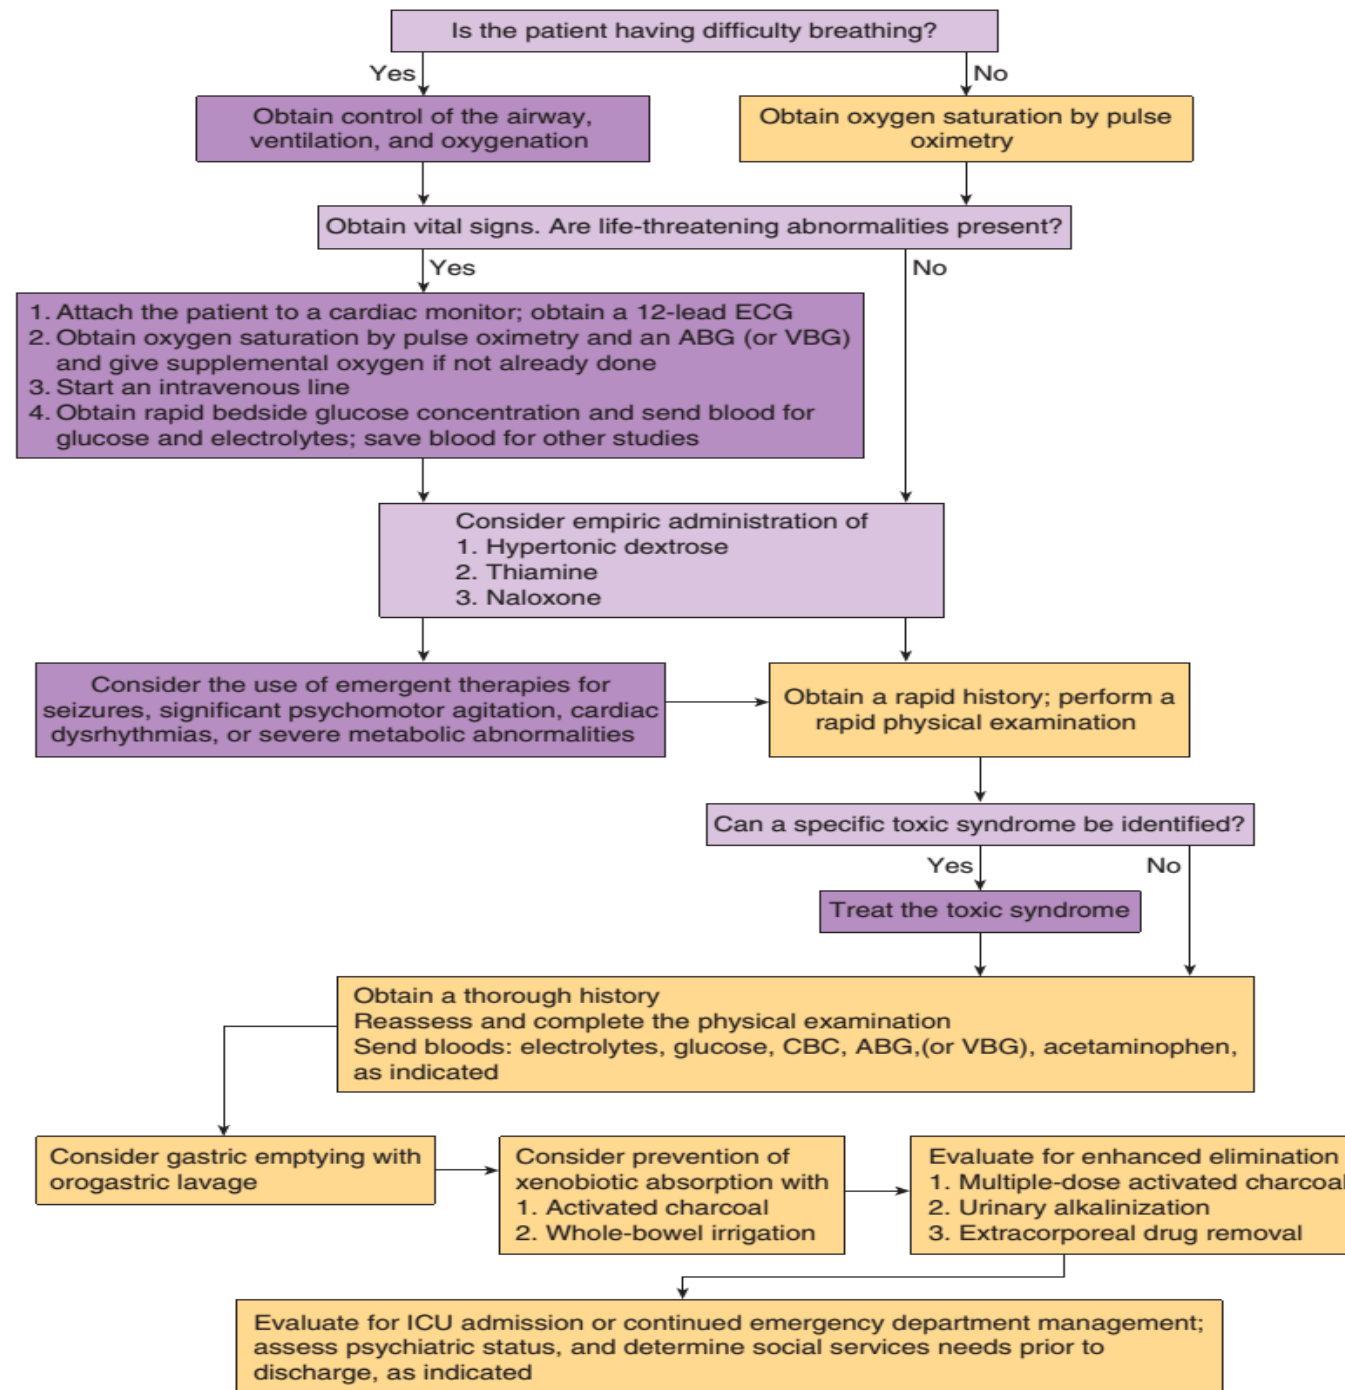 Is the patient having difficulty breathing?
Yes
No
Obtain control of the airway,
ventilation, and oxygenation
Obtain oxygen saturation by pulse
oximetry
Obtain vital signs. Are life-threatening abnormalities present?
Yes
No
1. Attach the patient to a cardiac monitor; obtain a 12-lead ECG
2. Obtain oxygen saturation by pulse oximetry and an ABG (or VBG)
and give supplemental oxygen if not already done
3. Start an intravenous line
4. Obtain rapid bedside glucose concentration and send blood for
glucose and electrolytes; save blood for other studies
Consider empiric administration of
1. Hypertonic dextrose
2. Thiamine
3. Naloxone
Consider the use of emergent therapies for
seizures, significant psychomotor agitation, cardiac
dysrhythmias, or severe metabolic abnormalities
Obtain a rapid history; perform a
rapid physical examination
Can a specific toxic syndrome be identified?
Yes
No
Treat the toxic syndrome
Obtain a thorough history
Reassess and complete the physical examination
Send bloods: electrolytes, glucose, CBC, ABG,(or VBG), acetaminophen,
as indicated
Consider gastric emptying with
orogastric lavage
Consider prevention of
xenobiotic absorption with
1. Activated charcoal
2. Whole-bowel irrigation
Evaluate for enhanced elimination
1. Multiple-dose activated charcoal
2. Urinary alkalinization
3. Extracorporeal drug removal
Evaluate for ICU admission or continued emergency department management;
assess psychiatric status, and determine social services needs prior to
discharge, as indicated